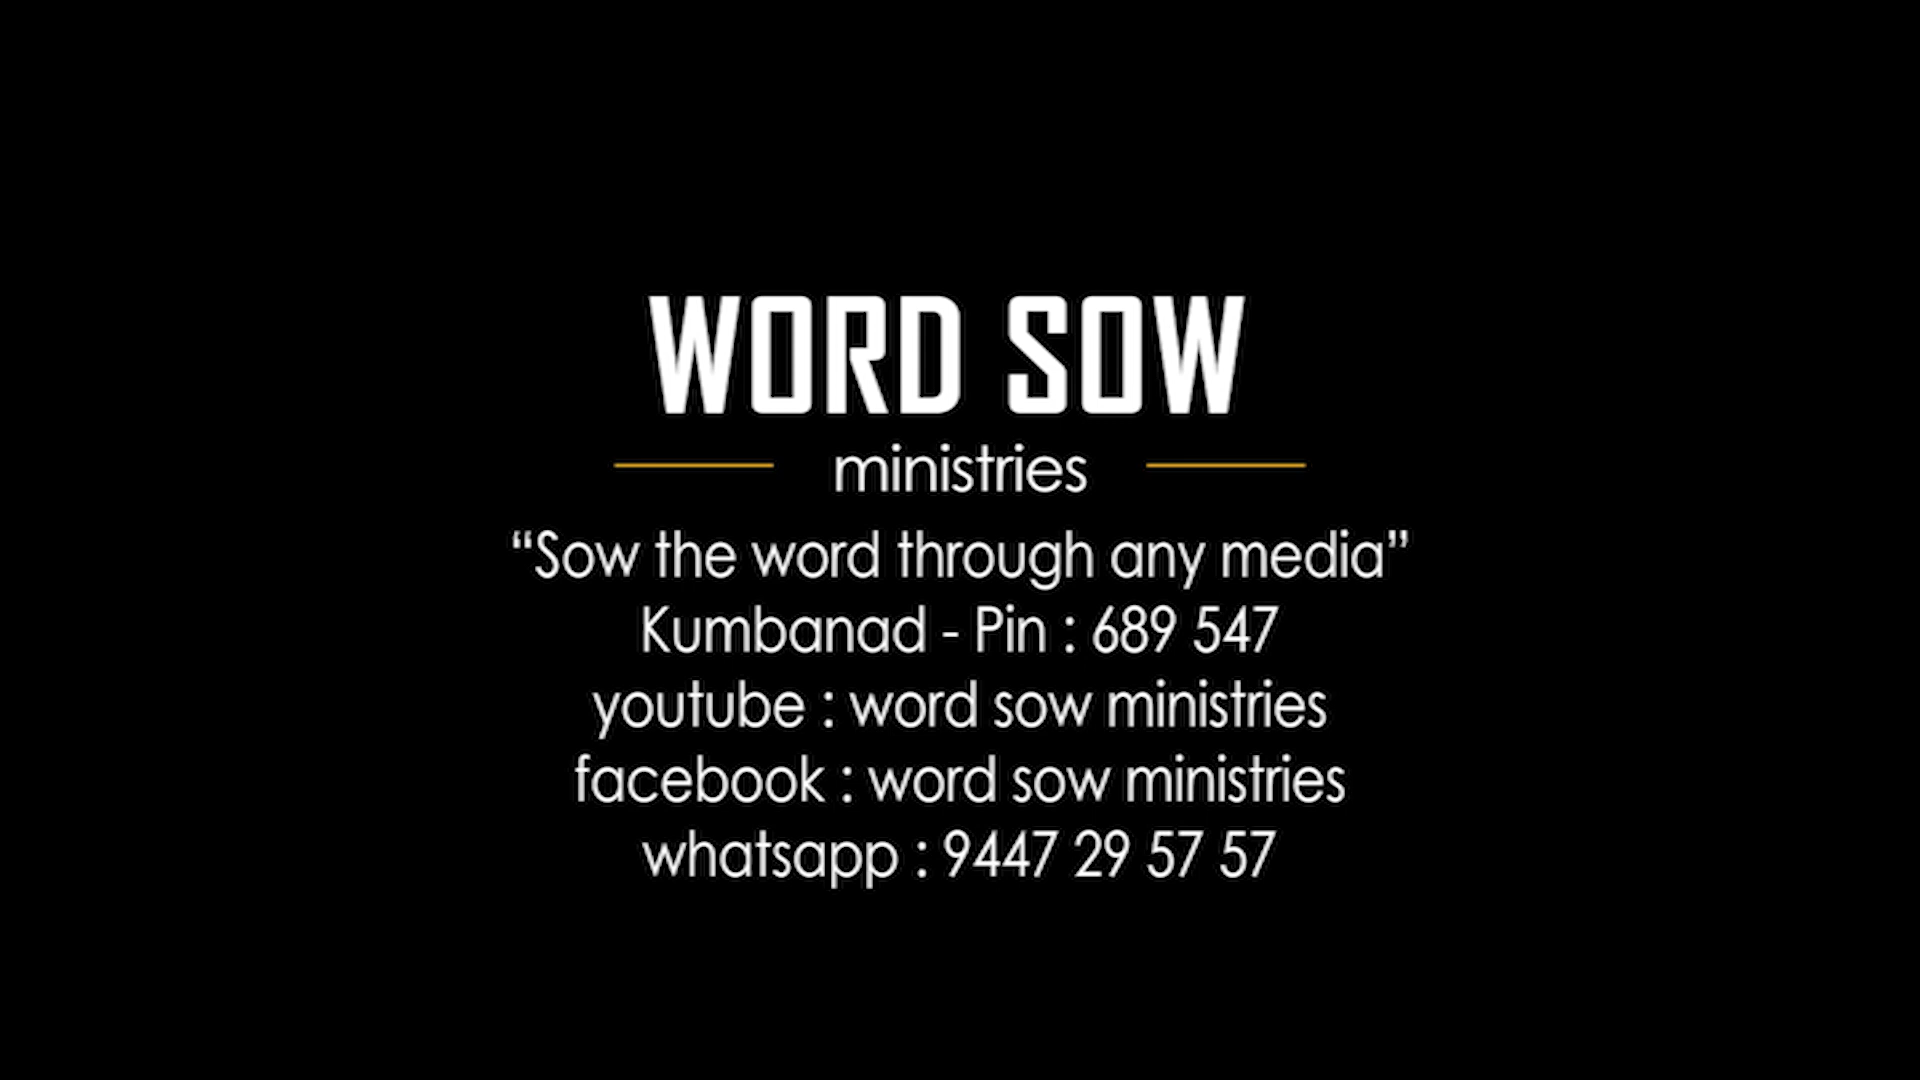 WORD SOW
ministries
“Sow the word through any media”
Kumbanad - Pin : 689 547
youtube : word sow ministries
facebook : word sow ministries
whatsapp : 9447 29 57 57